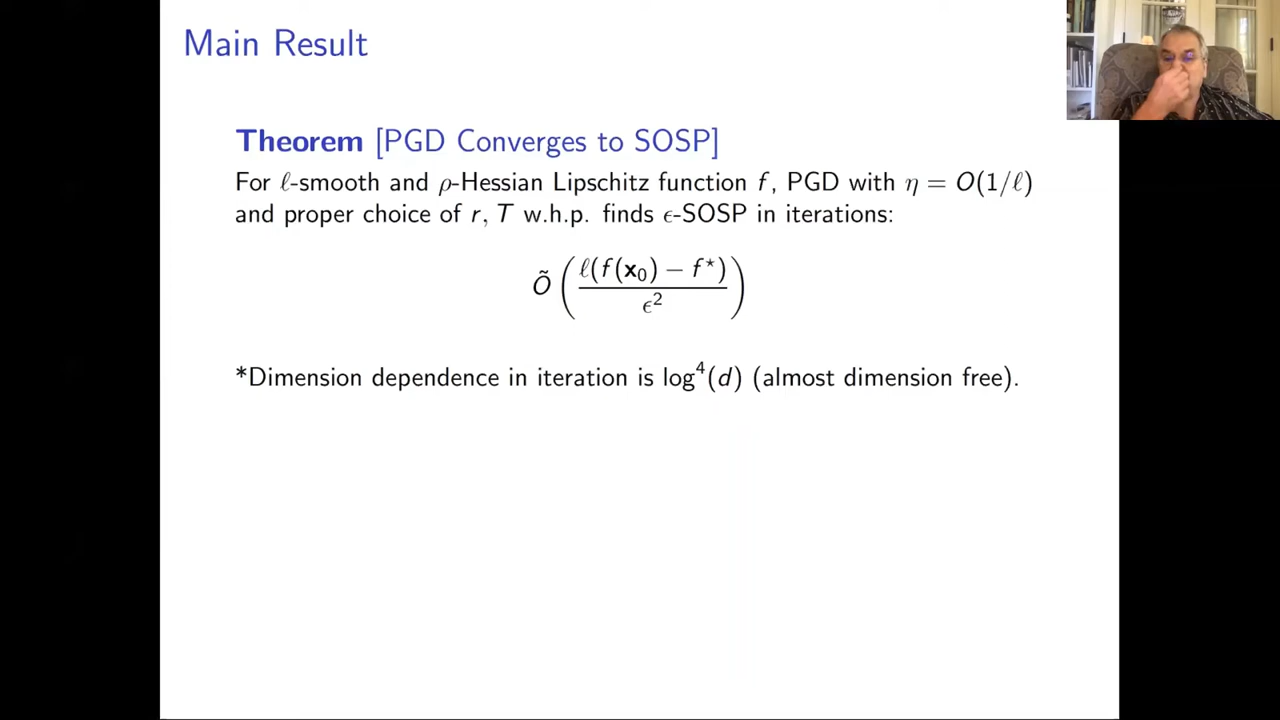 Main Result
Theorem [PGD Converges to SOSP]
For ℓ-smooth and ρ-Hessian Lipschitz function f, PGD with η = O(1/ℓ)
and proper choice of r, T w.h.p. finds ϵ-SOSP in iterations:
Õ ( ℓ(f(x₀) − f⋆) / ϵ² )
*Dimension dependence in iteration is log⁴(d) (almost dimension free).